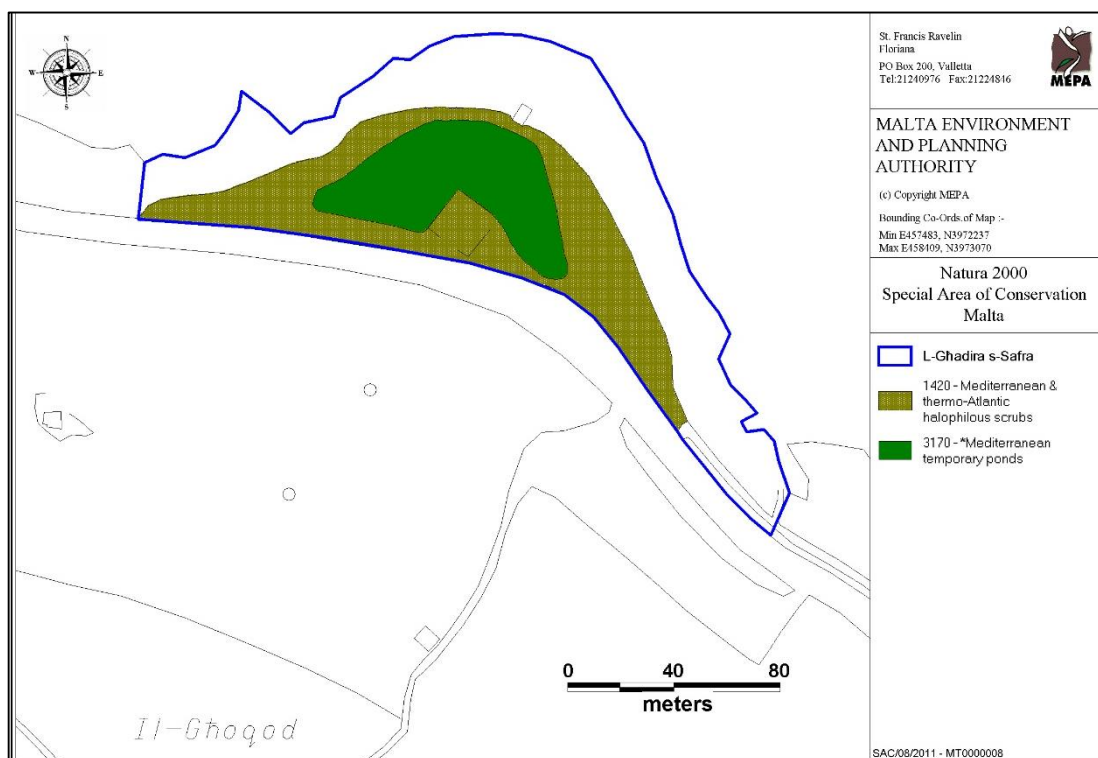 N
W
E
S
Il-Għoqod
0 40 80
meters
St. Francis Ravelin
Floriana
PO Box 200, Valletta
Tel:21240976 Fax:21224846
MEPA
MALTA ENVIRONMENT
AND PLANNING
AUTHORITY
(c) Copyright MEPA
Bounding Co-Ords.of Map :-
Min E457483, N3972237
Max E458409, N3973070
Natura 2000
Special Area of Conservation
Malta
L-Għadira s-Safra
1420 - Mediterranean &
thermo-Atlantic
halophilous scrubs
3170 - *Mediterranean
temporary ponds
SAC/08/2011 - MT0000008